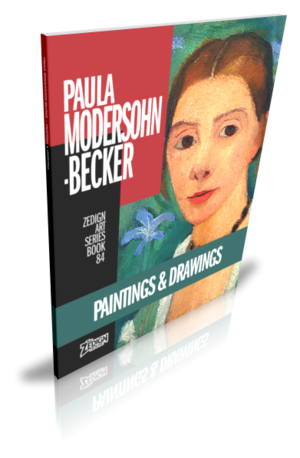 PAULA
MODERSOHN
-BECKER
ZEDIGN
ART
SERIES
BOOK
84
PAINTINGS & DRAWINGS
ZEDIGN